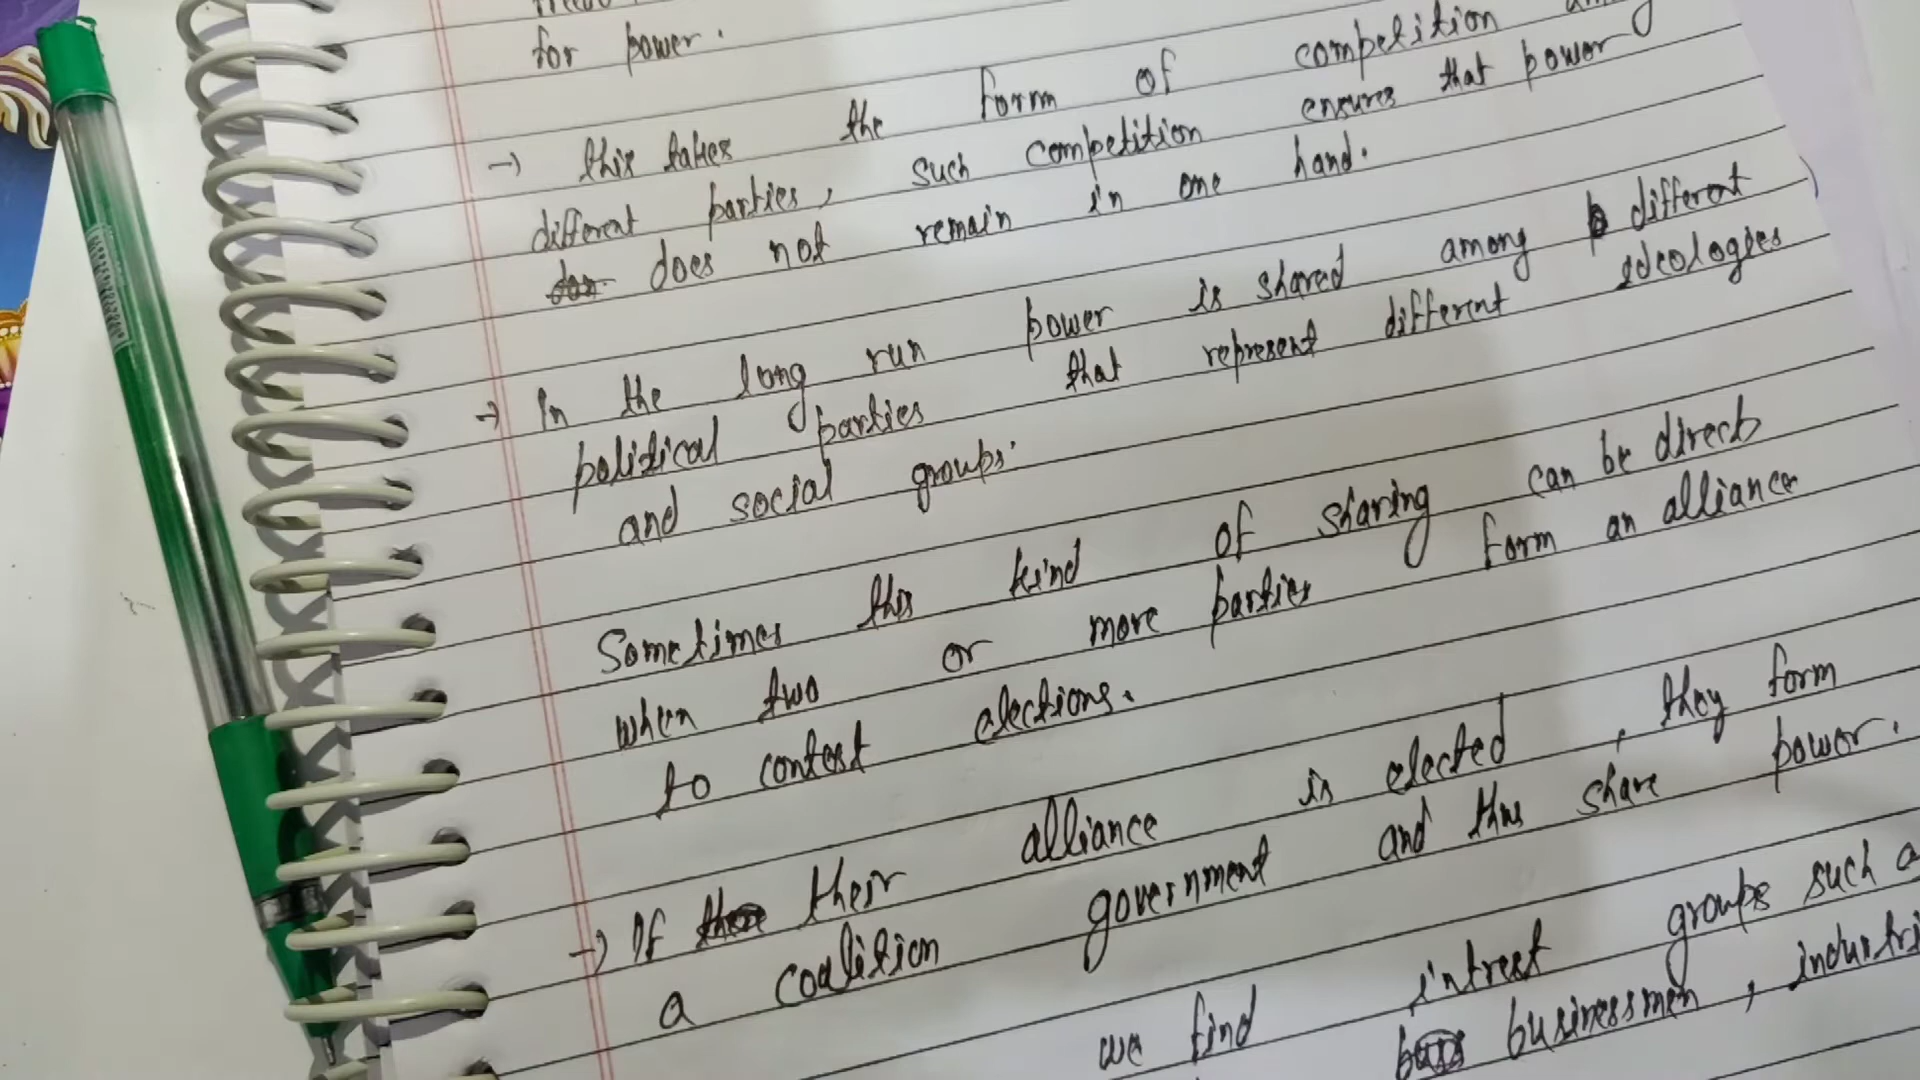 for power.
→ this takes the form of competition among
different parties, such competition ensures that power
does not remain in one hand.
→ In the long run power is shared among different
political parties that represent different ideologies
and social groups.
Sometimes this kind of sharing can be direct
when two or more parties form an alliance
to contest elections.
→ If their alliance is elected, they form
a coalition government and thus share power.
we find intrest groups such a
businessmen, industri